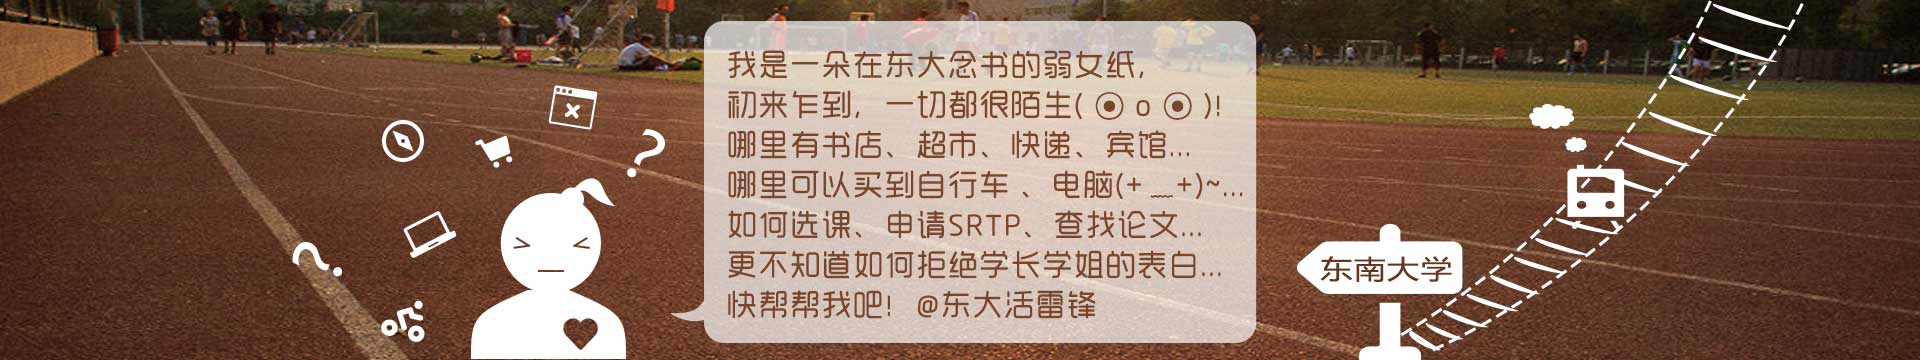 我是一朵在东大念书的弱女纸，
初来乍到，一切都很陌生( ⊙ o ⊙ )!
哪里有书店、超市、快递、宾馆...
哪里可以买到自行车 、电脑(+﹏+)~...
如何选课、申请SRTP、查找论文...
更不知道如何拒绝学长学姐的表白...
快帮帮我吧！@东大活雷锋
东南大学